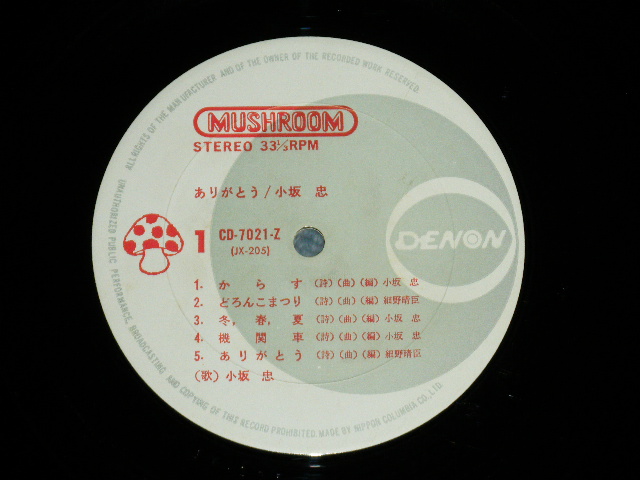 ALL RIGHTS OF THE MANUFACTURER AND OF THE OWNER OF THE RECORDED WORK RESERVED.
MUSHROOM
STEREO 33⅓RPM
ありがとう/小坂 忠
1
CD-7021-Z
(JX-205)
DENON
1. からす (詩)(曲)(編)小坂 忠
2. どろんこまつり (詩)(曲)(編)細野晴臣
3. 冬,春,夏 (詩)(曲)(編)小坂 忠
4. 機関車 (詩)(曲)(編)小坂 忠
5. ありがとう (詩)(曲)(編)細野晴臣
(歌)小坂 忠
UNAUTHORIZED PUBLIC PERFORMANCE, BROADCASTING AND COPYING OF THIS RECORD PROHIBITED. MADE BY NIPPON COLUMBIA CO., LTD.